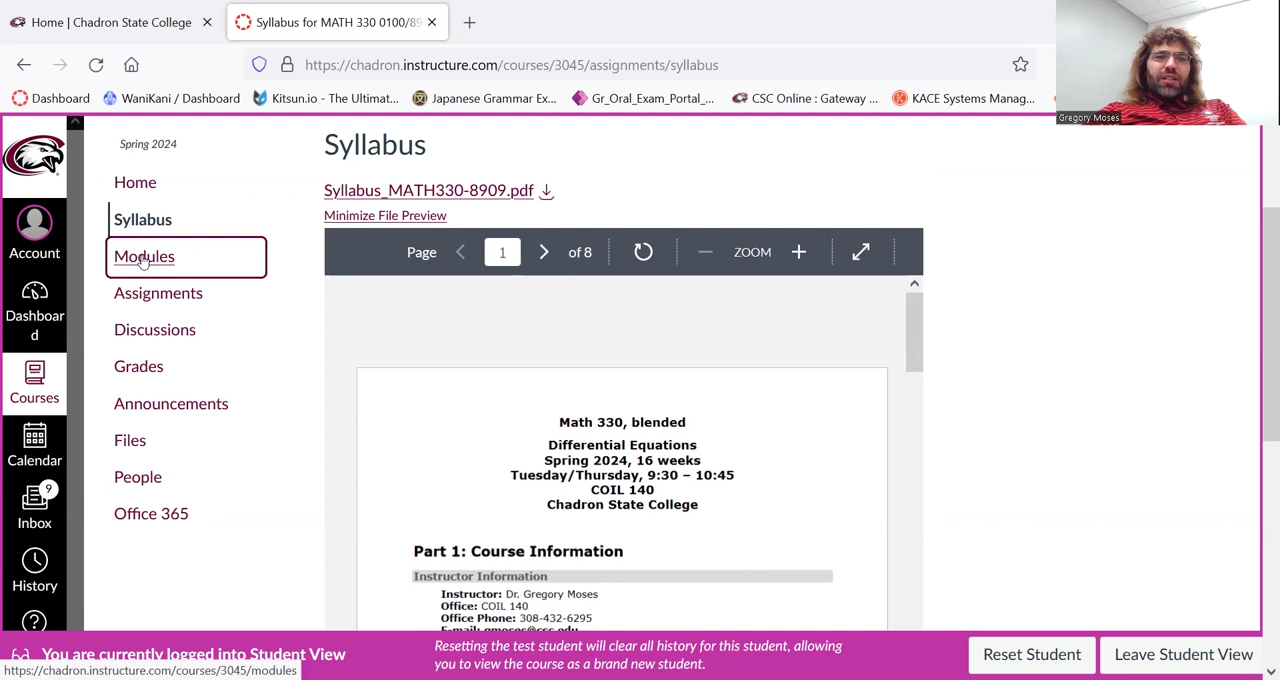 Home | Chadron State College
Syllabus for MATH 330 0100/89
https://chadron.instructure.com/courses/3045/assignments/syllabus
Dashboard
WaniKani / Dashboard
Kitsun.io - The Ultimat...
Japanese Grammar Ex...
Gr_Oral_Exam_Portal_...
CSC Online : Gateway ...
KACE Systems Manag...
Gregory Moses
Account
Dashboar
d
Courses
Calendar
9
Inbox
History
Spring 2024
Home
Syllabus
Modules
Assignments
Discussions
Grades
Announcements
Files
People
Office 365
Syllabus
Syllabus_MATH330-8909.pdf
Minimize File Preview
Page 1 of 8 ZOOM
Math 330, blended
Differential Equations
Spring 2024, 16 weeks
Tuesday/Thursday, 9:30 – 10:45
COIL 140
Chadron State College
Part 1: Course Information
Instructor Information
Instructor: Dr. Gregory Moses
Office: COIL 140
Office Phone: 308-432-6295
E-mail: gmoses@csc.edu
You are currently logged into Student View
Resetting the test student will clear all history for this student, allowing
you to view the course as a brand new student.
Reset Student
Leave Student View
https://chadron.instructure.com/courses/3045/modules